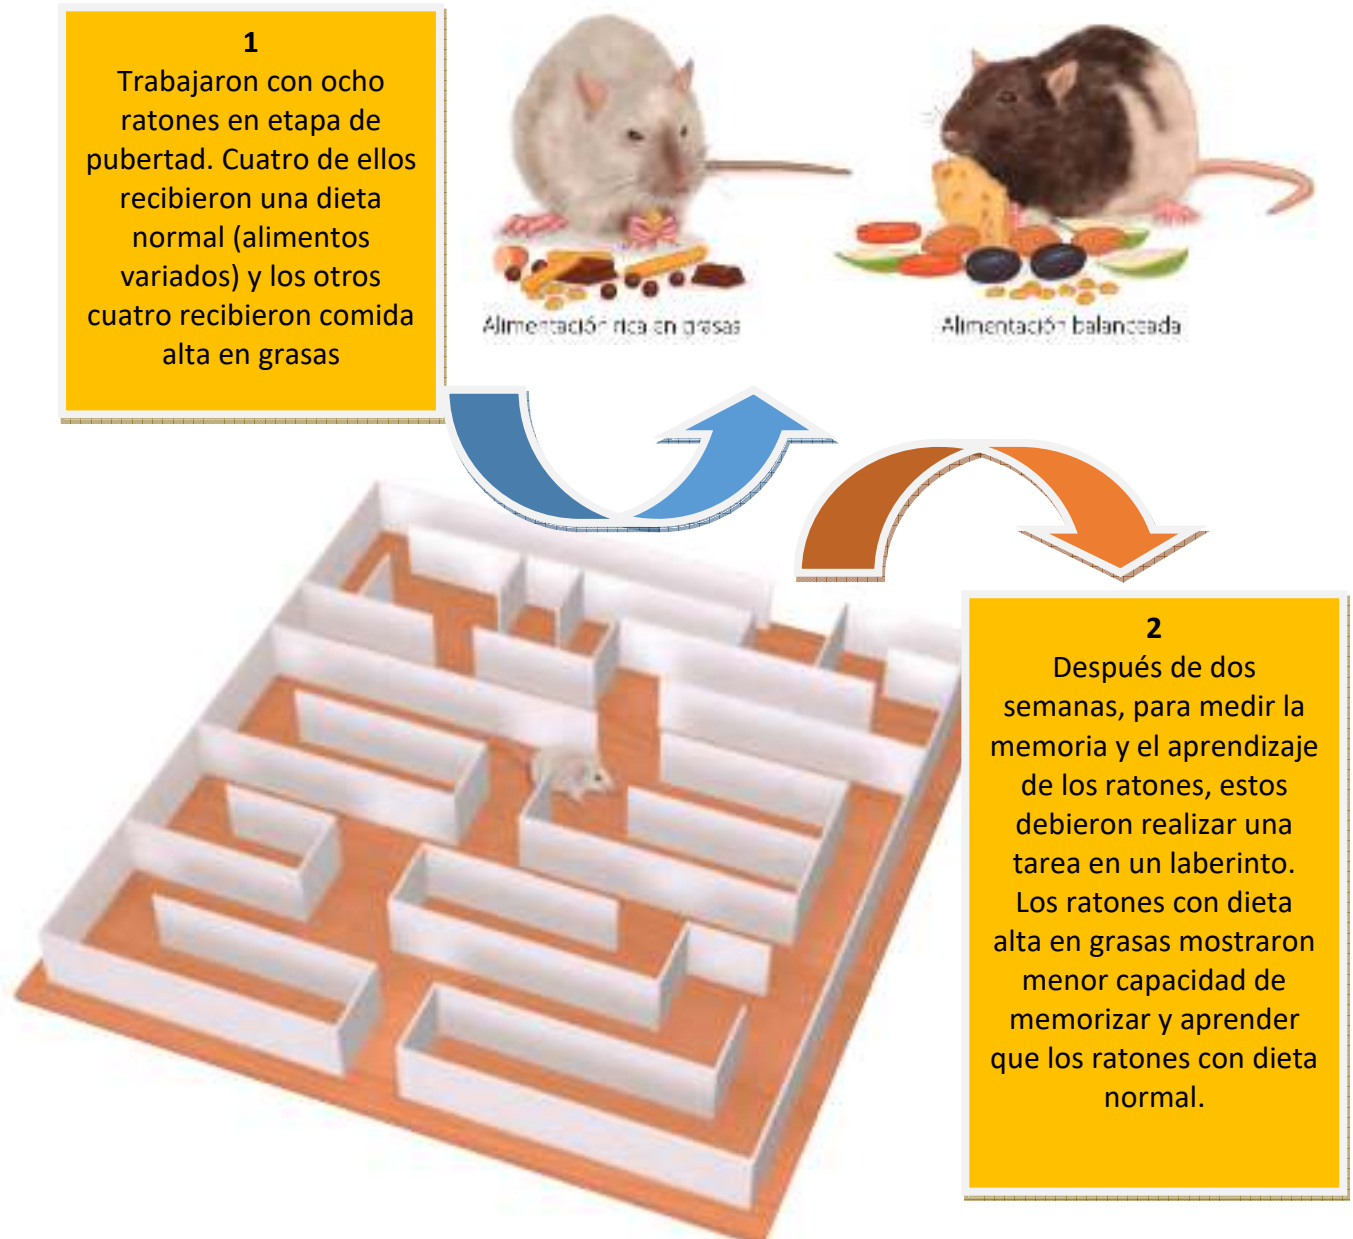 1
Trabajaron con ocho
ratones en etapa de
pubertad. Cuatro de ellos
recibieron una dieta
normal (alimentos
variados) y los otros
cuatro recibieron comida
alta en grasas
Alimentación rica en grasas
Alimentación balanceada
2
Después de dos
semanas, para medir la
memoria y el aprendizaje
de los ratones, estos
debieron realizar una
tarea en un laberinto.
Los ratones con dieta
alta en grasas mostraron
menor capacidad de
memorizar y aprender
que los ratones con dieta
normal.